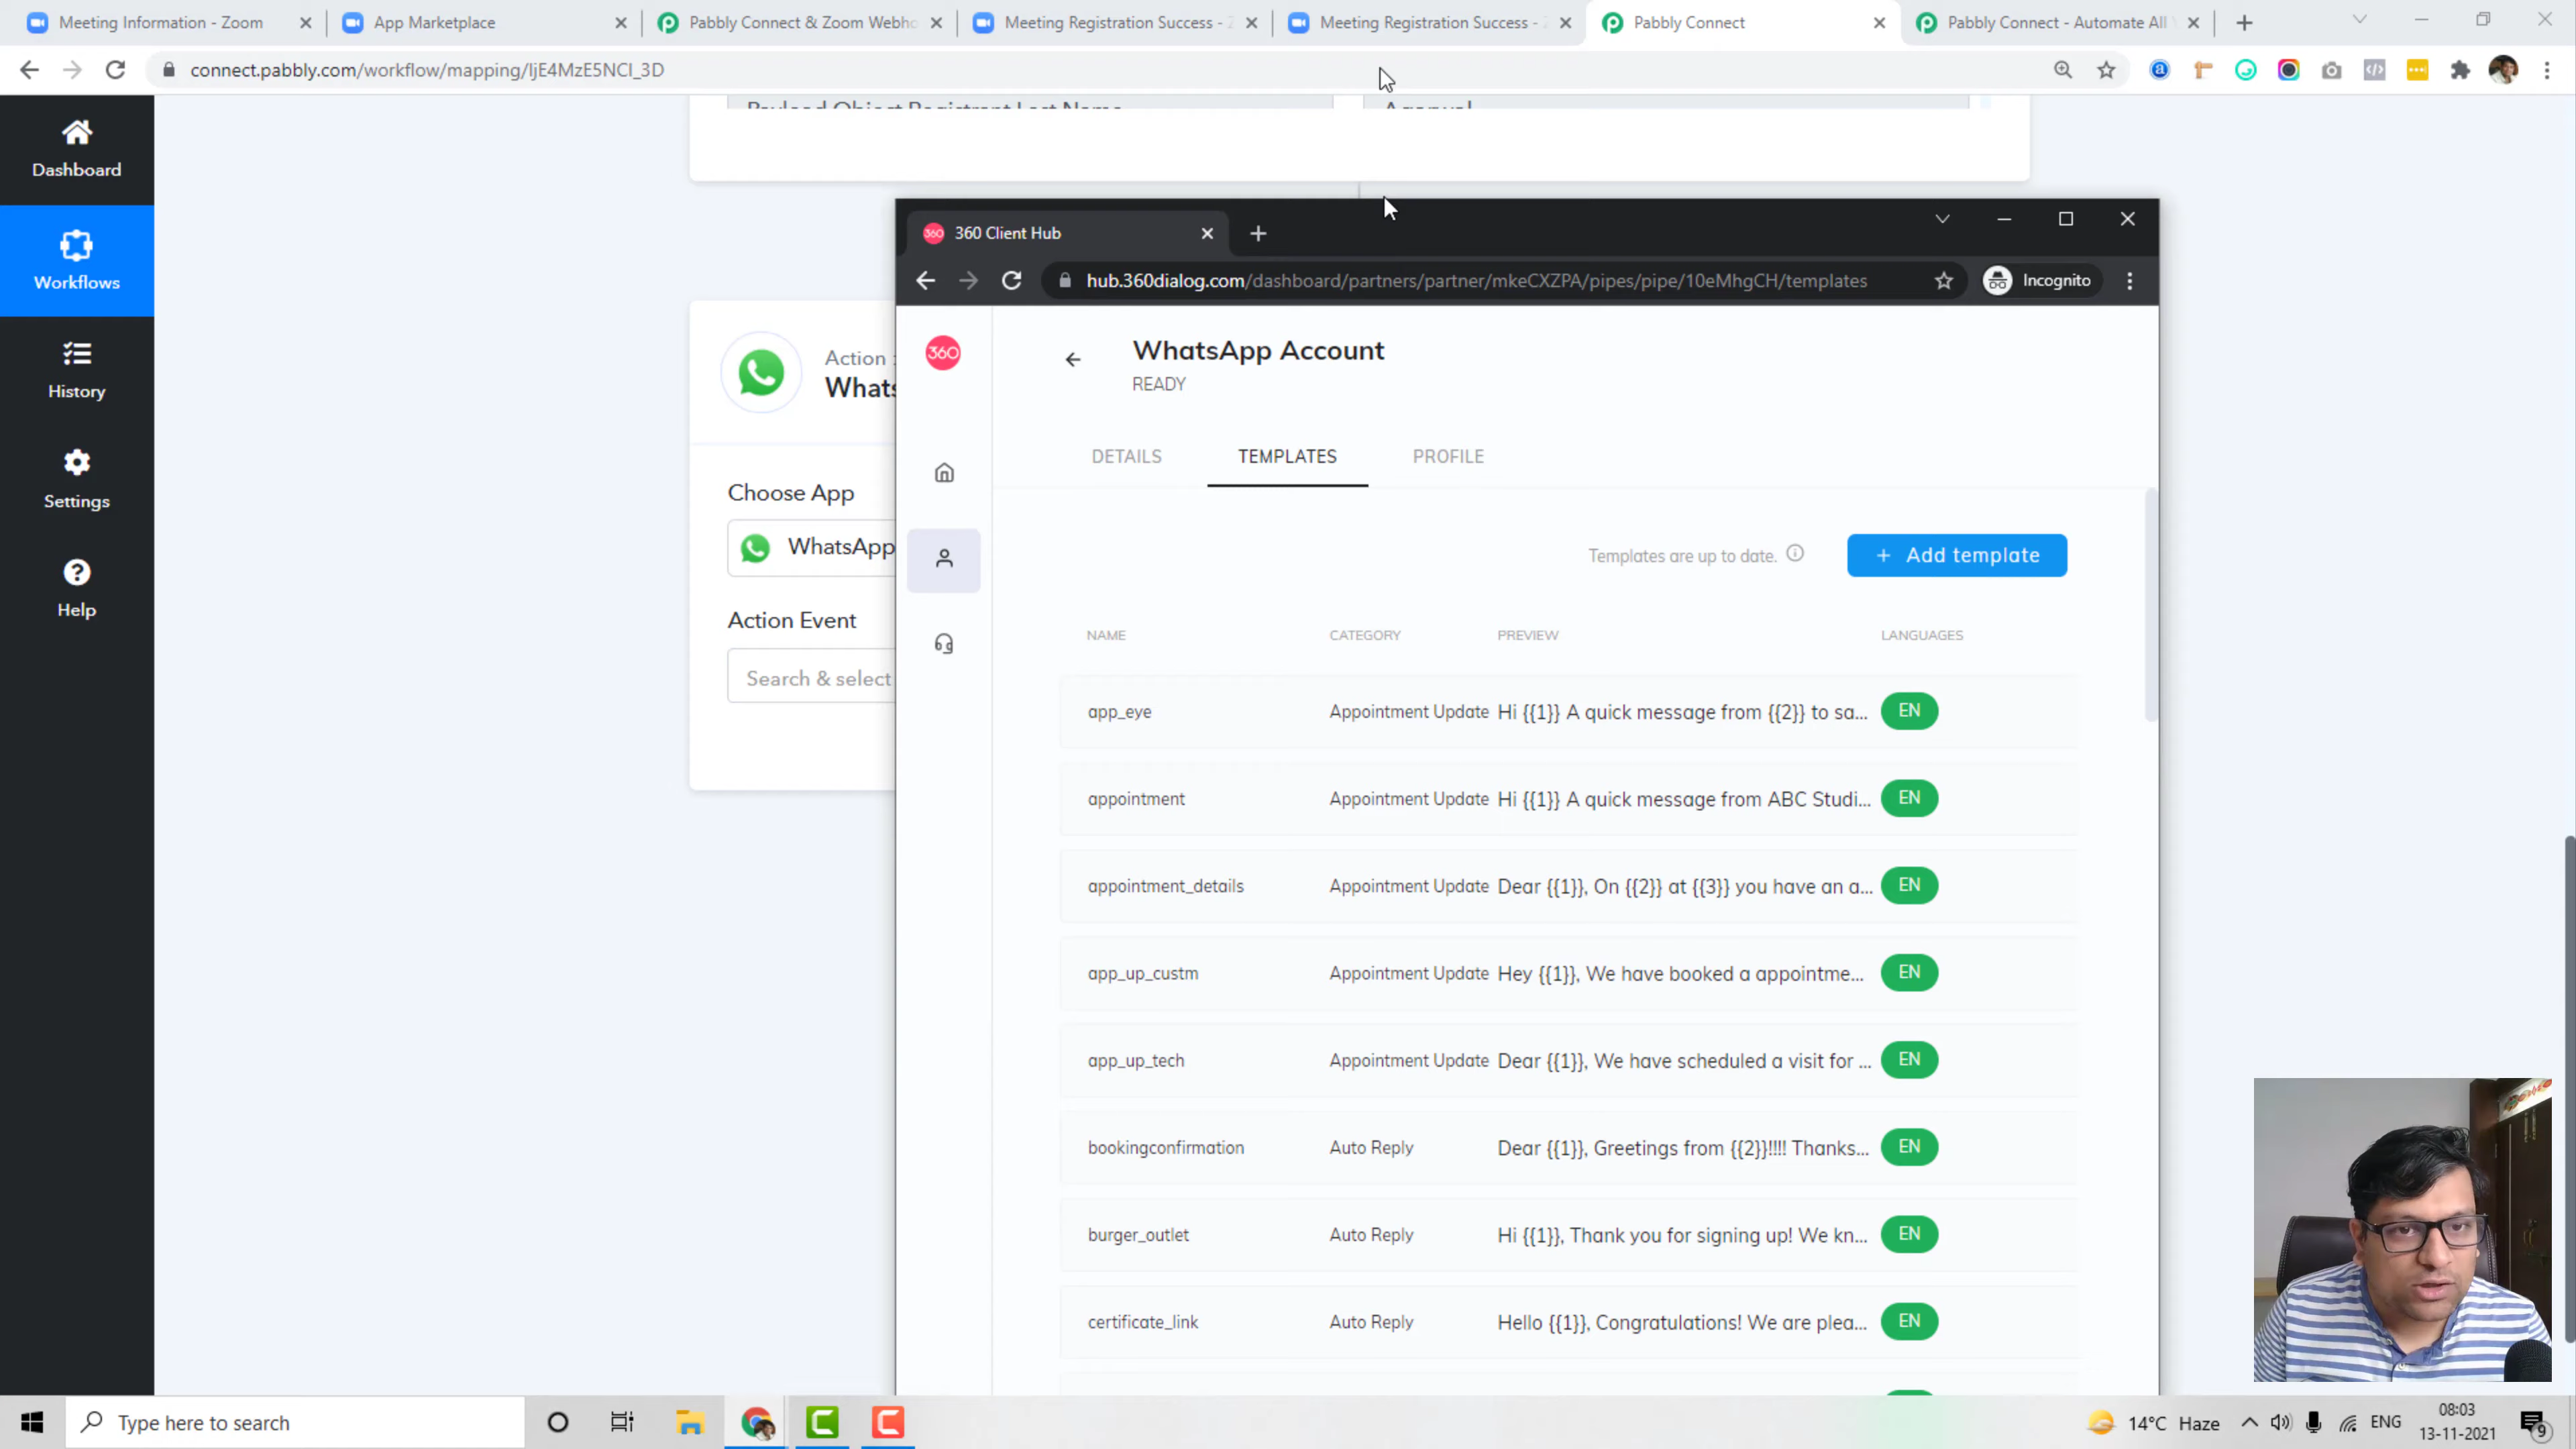 Meeting Information - Zoom
App Marketplace
Pabbly Connect & Zoom Webho
Meeting Registration Success - Z
Meeting Registration Success - Z
Pabbly Connect
Pabbly Connect - Automate All
connect.pabbly.com/workflow/mapping/IjE4MzE5NCI_3D
Payload Object Registrant Last Name
Agarwal
Dashboard
Workflows
History
Settings
Help
Action :
Whats
Choose App
WhatsApp
Action Event
Search & select
360 Client Hub
hub.360dialog.com/dashboard/partners/partner/mkeCXZPA/pipes/pipe/10eMhgCH/templates
Incognito
360
WhatsApp Account
READY
DETAILS
TEMPLATES
PROFILE
Templates are up to date.
+ Add template
NAME CATEGORY PREVIEW LANGUAGES
app_eye Appointment Update Hi {{1}} A quick message from {{2}} to sa... EN
appointment Appointment Update Hi {{1}} A quick message from ABC Studi... EN
appointment_details Appointment Update Dear {{1}}, On {{2}} at {{3}} you have an a... EN
app_up_custm Appointment Update Hey {{1}}, We have booked a appointme... EN
app_up_tech Appointment Update Dear {{1}}, We have scheduled a visit for ... EN
bookingconfirmation Auto Reply Dear {{1}}, Greetings from {{2}}!!!! Thanks... EN
burger_outlet Auto Reply Hi {{1}}, Thank you for signing up! We kn... EN
certificate_link Auto Reply Hello {{1}}, Congratulations! We are plea... EN
Type here to search
14°C Haze
ENG
08:03
13-11-2021
9